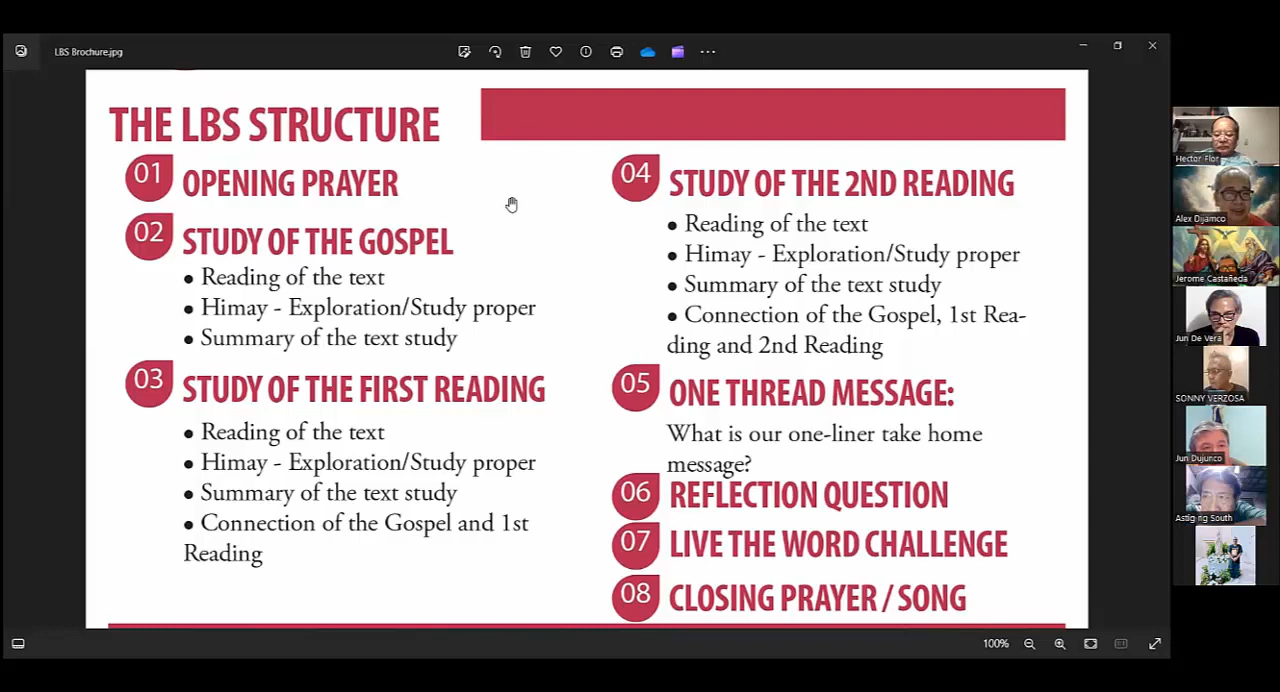 LBS Brochure.jpg
THE LBS STRUCTURE
01 OPENING PRAYER
02 STUDY OF THE GOSPEL
● Reading of the text
● Himay - Exploration/Study proper
● Summary of the text study
03 STUDY OF THE FIRST READING
● Reading of the text
● Himay - Exploration/Study proper
● Summary of the text study
● Connection of the Gospel and 1st
Reading
04 STUDY OF THE 2ND READING
● Reading of the text
● Himay - Exploration/Study proper
● Summary of the text study
● Connection of the Gospel, 1st Rea-
ding and 2nd Reading
05 ONE THREAD MESSAGE:
What is our one-liner take home
message?
06 REFLECTION QUESTION
07 LIVE THE WORD CHALLENGE
08 CLOSING PRAYER / SONG
100%
Hector Flor
Alex Dijamco
Jerome Castañeda
Jun De Vera
SONNY VERZOSA
Jun Dujunco
Astig ng South